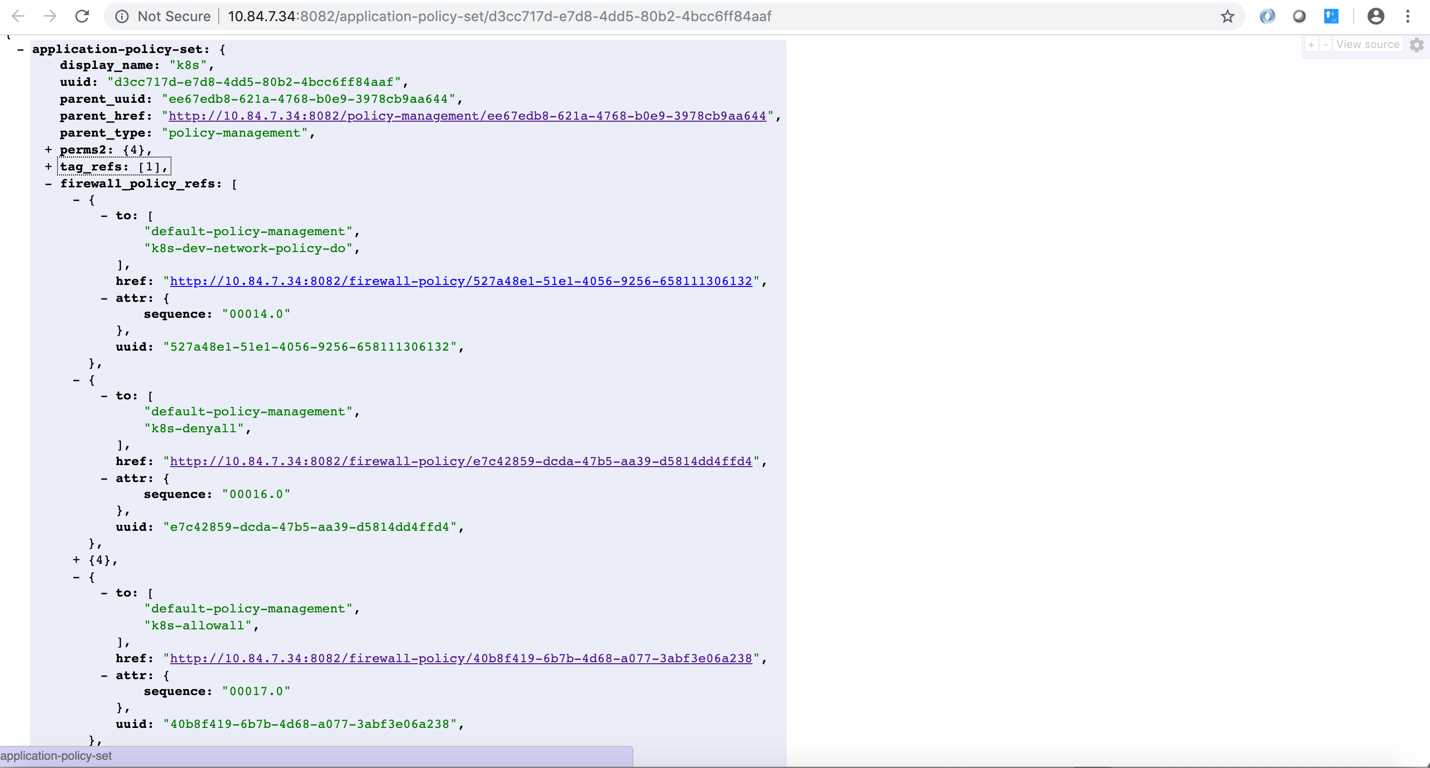 Not Secure | 10.84.7.34:8082/application-policy-set/d3cc717d-e7d8-4dd5-80b2-4bcc6ff84aaf
+ - View source
- application-policy-set: {
display_name: "k8s",
uuid: "d3cc717d-e7d8-4dd5-80b2-4bcc6ff84aaf",
parent_uuid: "ee67edb8-621a-4768-b0e9-3978cb9aa644",
parent_href: "http://10.84.7.34:8082/policy-management/ee67edb8-621a-4768-b0e9-3978cb9aa644",
parent_type: "policy-management",
+ perms2: {4},
+ tag_refs: [1],
- firewall_policy_refs: [
- {
- to: [
"default-policy-management",
"k8s-dev-network-policy-do",
],
href: "http://10.84.7.34:8082/firewall-policy/527a48e1-51e1-4056-9256-658111306132",
- attr: {
sequence: "00014.0"
},
uuid: "527a48e1-51e1-4056-9256-658111306132",
},
- {
- to: [
"default-policy-management",
"k8s-denyall",
],
href: "http://10.84.7.34:8082/firewall-policy/e7c42859-dcda-47b5-aa39-d5814dd4ffd4",
- attr: {
sequence: "00016.0"
},
uuid: "e7c42859-dcda-47b5-aa39-d5814dd4ffd4",
},
+ {4},
- {
- to: [
"default-policy-management",
"k8s-allowall",
],
href: "http://10.84.7.34:8082/firewall-policy/40b8f419-6b7b-4d68-a077-3abf3e06a238",
- attr: {
sequence: "00017.0"
},
uuid: "40b8f419-6b7b-4d68-a077-3abf3e06a238",
},
application-policy-set